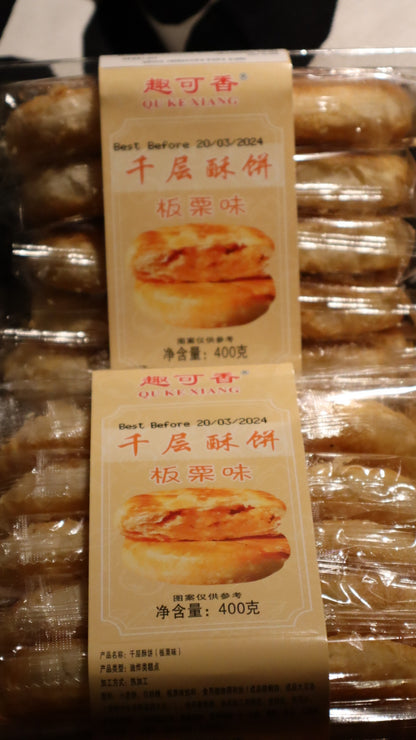 趣可香®
QU KE XIANG
Best Before 20/03/2024
千层酥饼
板栗味
图案仅供参考
净含量：400克
趣可香®
QU KE XIANG
Best Before 20/03/2024
千层酥饼
板栗味
图案仅供参考
净含量：400克
产品名称：千层酥饼（板栗味）
产品类型：油炸类糕点
加工方式：热加工